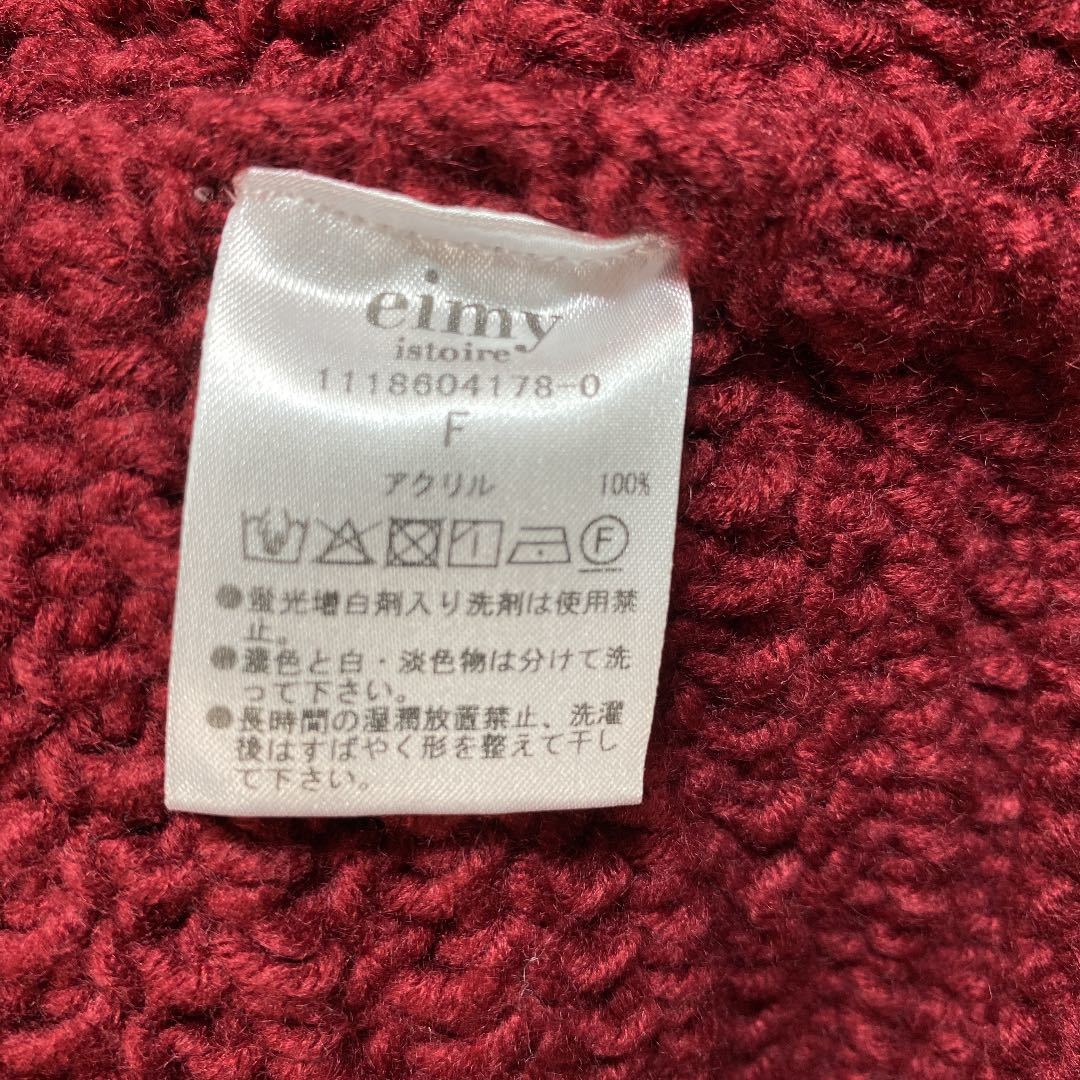 eimy
istoire
1118604178-0
F
アクリル 100%
F
●蛍光増白剤入り洗剤は使用禁
止。
●濃色と白・淡色物は分けて洗
って下さい。
●長時間の湿潤放置禁止、洗濯
後はすばやく形を整えて干し
て下さい。